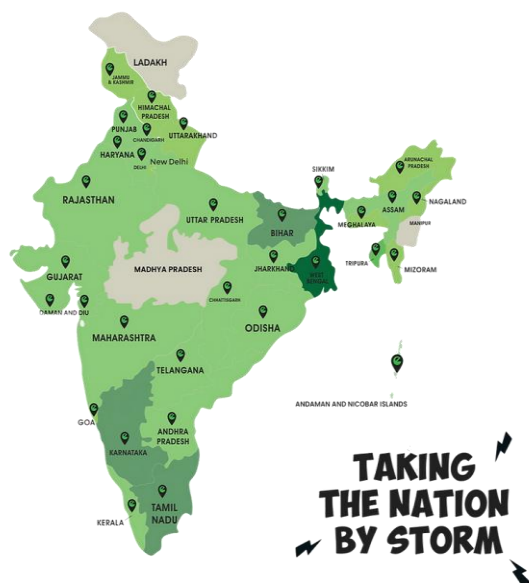 LADAKH
JAMMU
& KASHMIR
HIMACHAL
PRADESH
PUNJAB
CHANDIGARH
UTTARAKHAND
HARYANA
DELHI
New Delhi
RAJASTHAN
UTTAR PRADESH
SIKKIM
ARUNACHAL
PRADESH
NAGALAND
ASSAM
MEGHALAYA
MANIPUR
BIHAR
TRIPURA
MIZORAM
GUJARAT
MADHYA PRADESH
JHARKHAND
WEST
BENGAL
DAMAN AND DIU
CHHATTISGARH
MAHARASHTRA
ODISHA
TELANGANA
ANDAMAN AND NICOBAR ISLANDS
GOA
ANDHRA
PRADESH
KARNATAKA
TAMIL
NADU
KERALA
TAKING
THE NATION
BY STORM